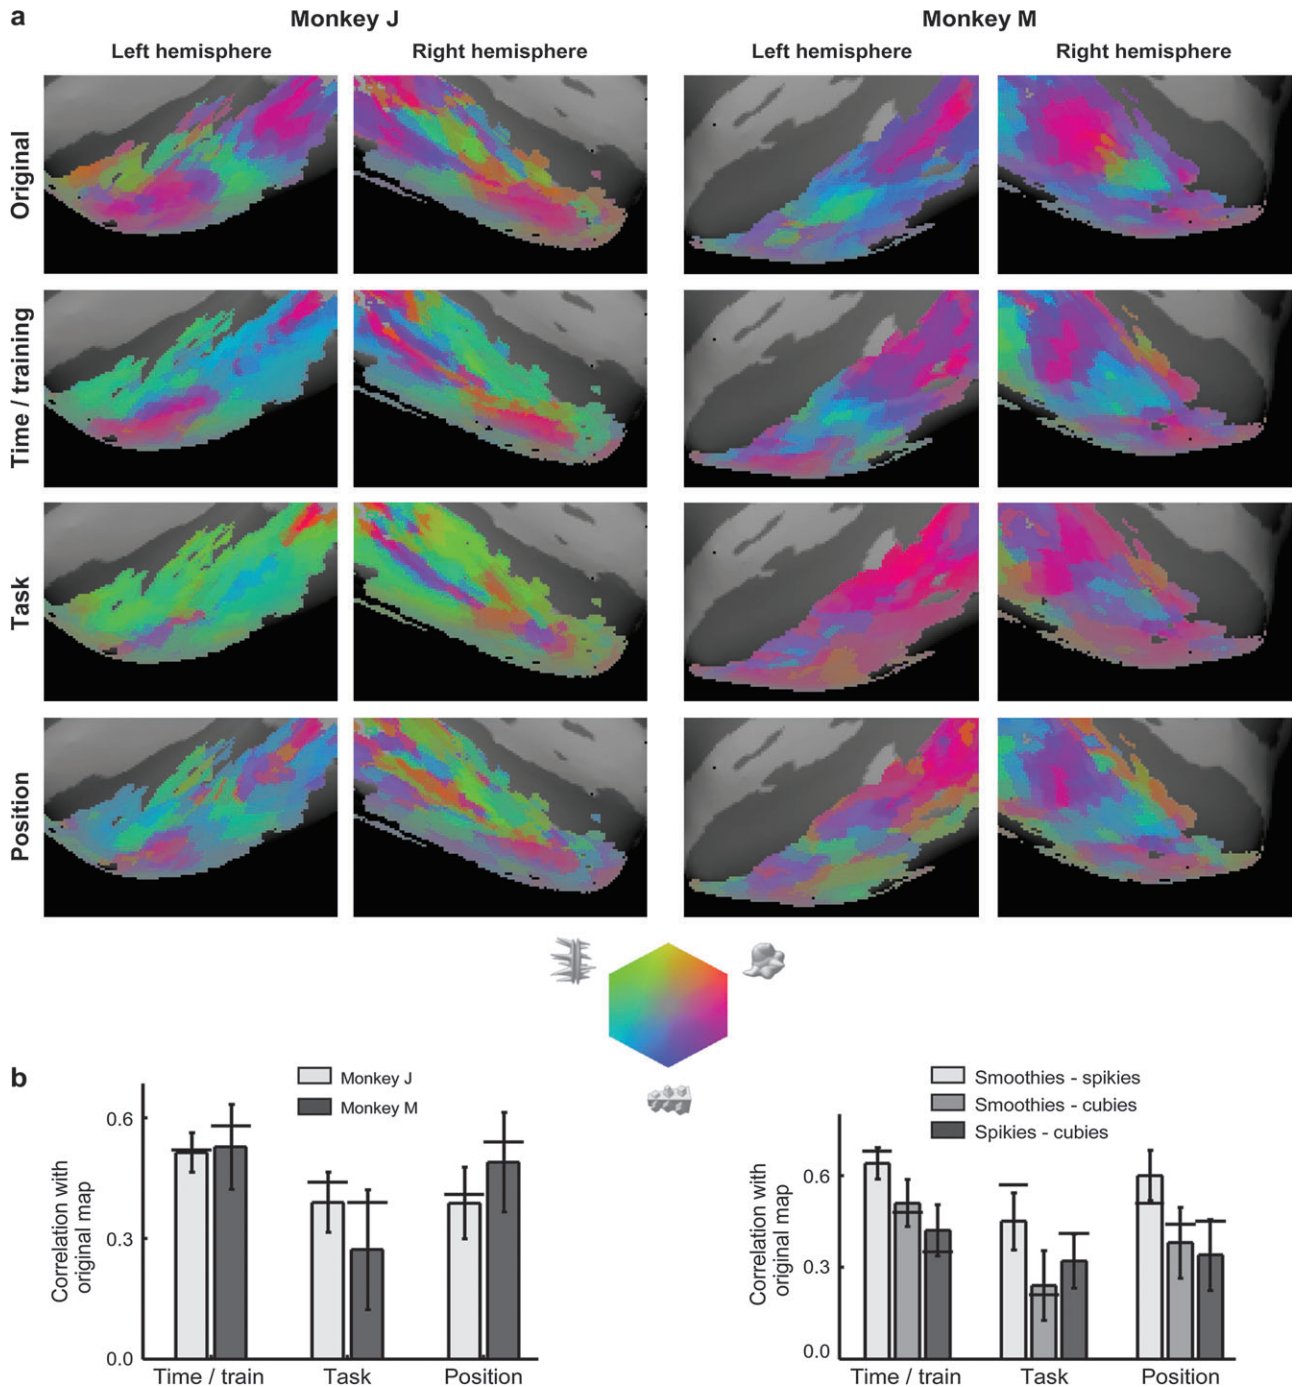 a
Monkey J
Monkey M
Left hemisphere
Right hemisphere
Left hemisphere
Right hemisphere
Original
Time / training
Task
Position
b
Monkey J
Monkey M
Correlation with
original map
0.6
0.3
0.0
Time / train
Task
Position
Smoothies - spikies
Smoothies - cubies
Spikies - cubies
Correlation with
original map
0.6
0.3
0.0
Time / train
Task
Position